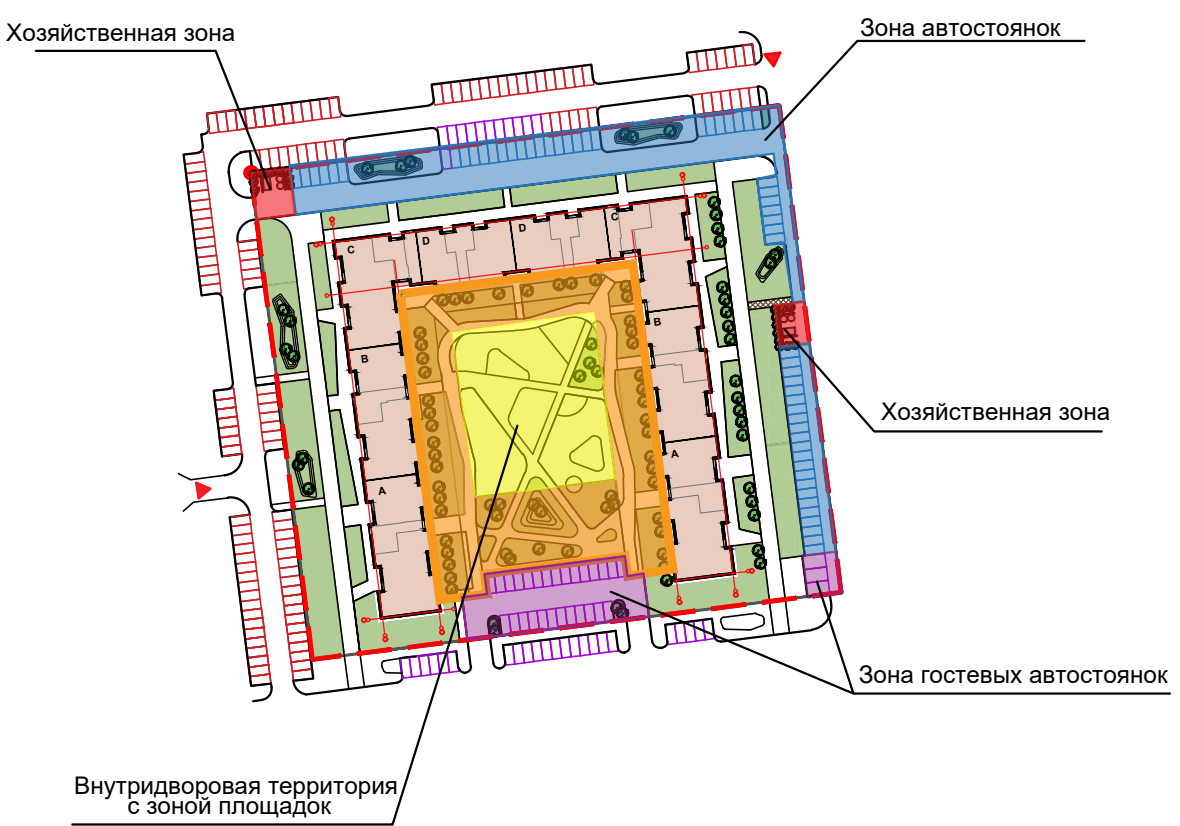 Хозяйственная зона
Зона автостоянок
C
D
D
C
B
B
A
A
Хозяйственная зона
Зона гостевых автостоянок
Внутридворовая территория
с зоной площадок